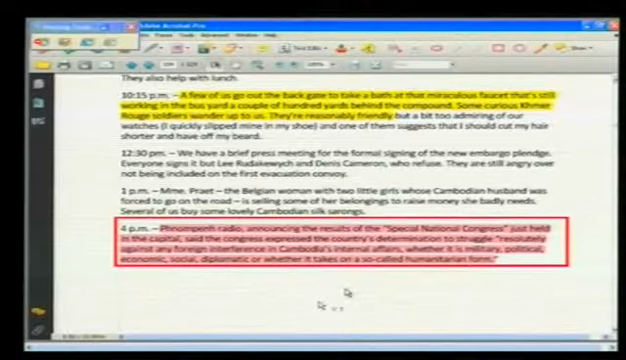 They also help with lunch.
10:15 p.m. – A few of us go out the back gate to take a bath at that miraculous faucet that's still
working in the bus yard a couple of hundred yards behind the compound. Some curious Khmer
Rouge soldiers wander up to us. They're reasonably friendly but a bit too admiring of our
watches (I quickly slipped mine in my shoe) and one of them suggests that I should cut my hair
shorter and have off my beard.
12:30 pm. – We have a brief press meeting for the formal signing of the new embargo plendge.
Everyone signs it but Lee Rudakewych and Denis Cameron, who refuse. They are still angry over
not being included on the first evacuation convoy.
1 p.m. – Mme. Praet – the Belgian woman with two little girls whose Cambodian husband was
forced to go on the road – is selling some of her belongings to raise money she badly needs.
Several of us buy some lovely Cambodian silk sarongs.
4 p.m. – Phnompenh radio, announcing the results of the "Special National Congress" just held
in the capital, said the congress expressed the country's determination to struggle "resolutely
against any foreign interference in Cambodia's internal affairs, whether it is military, political,
economic, social, diplomatic or whether it takes on a so-called humanitarian form."